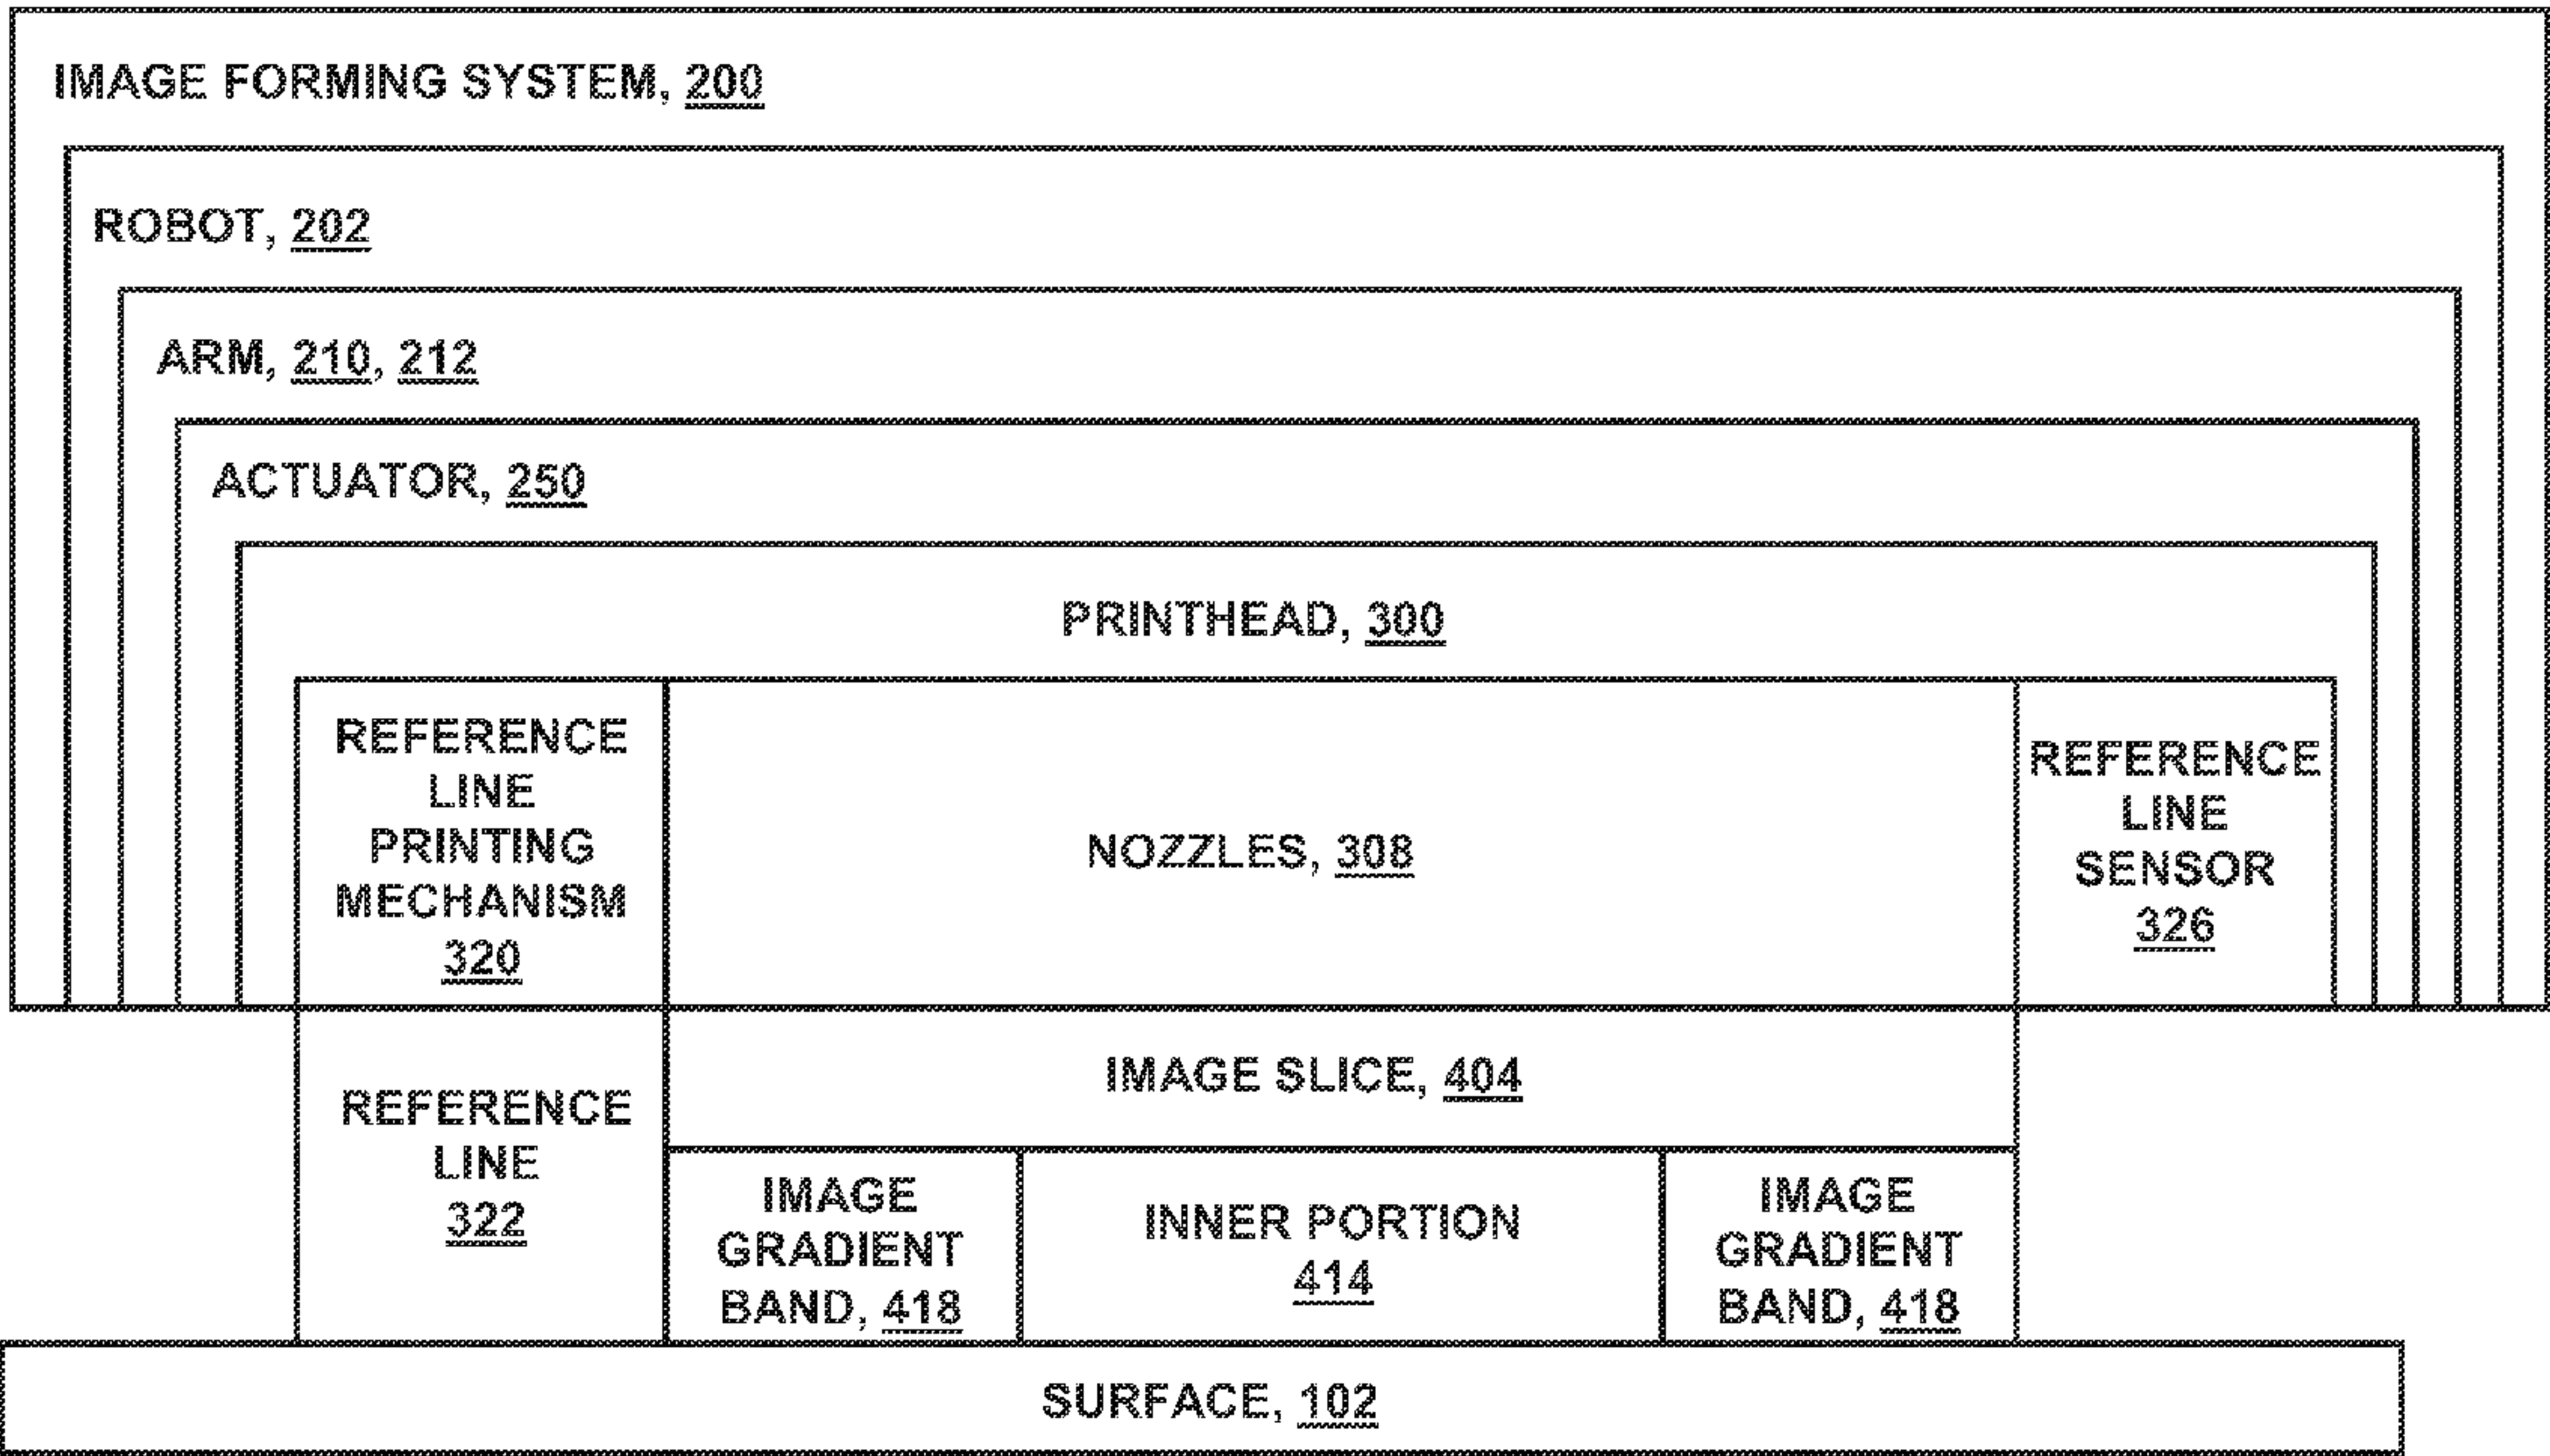 IMAGE FORMING SYSTEM, 200
ROBOT, 202
ARM, 210, 212
ACTUATOR, 250
PRINTHEAD, 300
REFERENCE
LINE
PRINTING
MECHANISM
320
NOZZLES, 308
REFERENCE
LINE
SENSOR
326
REFERENCE
LINE
322
IMAGE SLICE, 404
IMAGE
GRADIENT
BAND, 418
INNER PORTION
414
IMAGE
GRADIENT
BAND, 418
SURFACE, 102